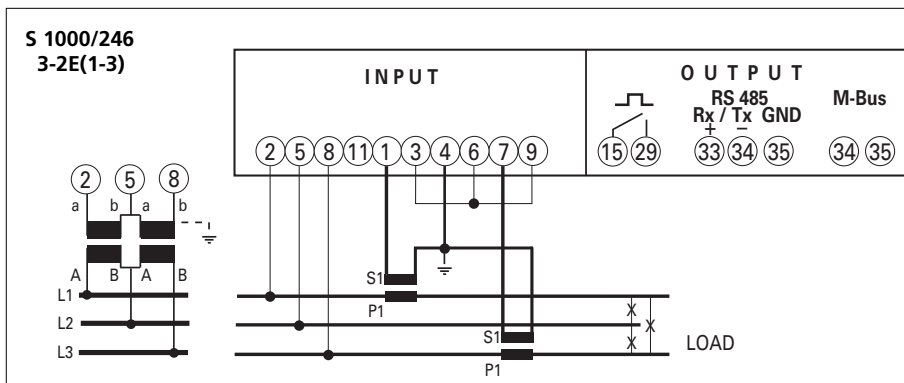 S 1000/246
3-2E(1-3)
INPUT
OUTPUT
RS 485
Rx / Tx GND
+ −
M-Bus
2 5 8 11 1 3 4 6 7 9
15 29 33 34 35 34 35
2 5 8
a b a b
A B A B
L1
L2
L3
S1
P1
S1
P1
X
X
X
LOAD